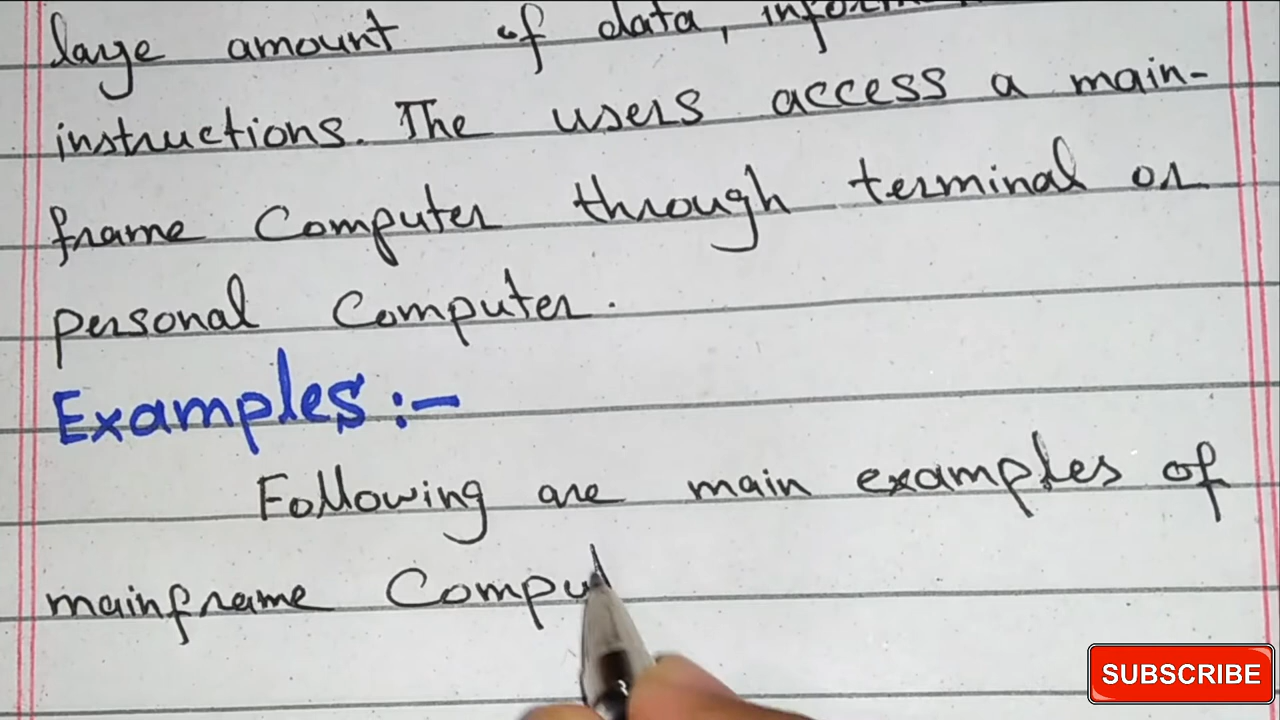 large amount of data,
instructions. The users access a main-
frame Computer through terminal or
personal Computer.
Examples:-
Following are main examples of
mainframe Compu
SUBSCRIBE